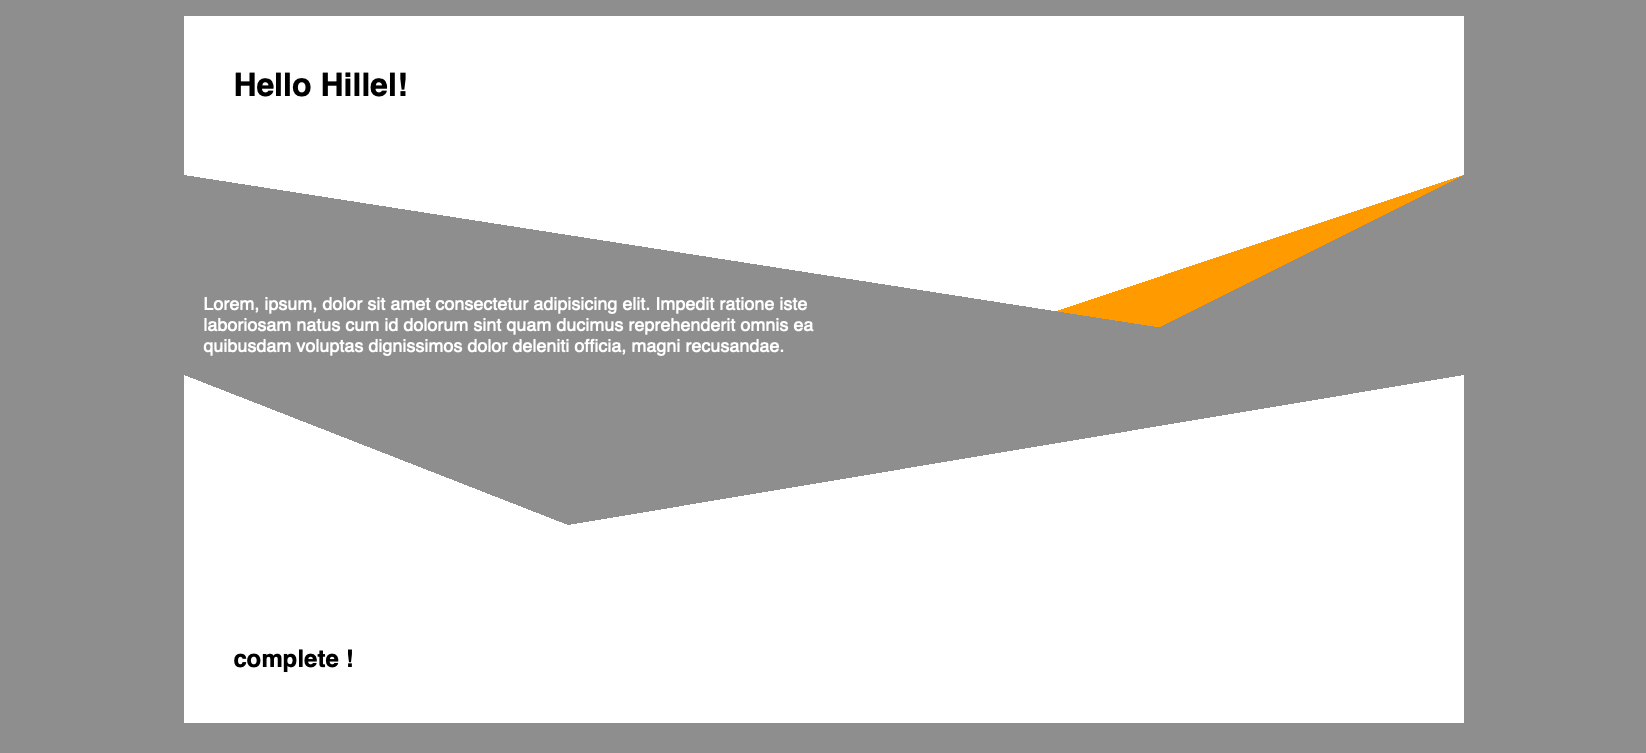 Hello Hillel!
Lorem, ipsum, dolor sit amet consectetur adipisicing elit. Impedit ratione iste
laboriosam natus cum id dolorum sint quam ducimus reprehenderit omnis ea
quibusdam voluptas dignissimos dolor deleniti officia, magni recusandae.
complete !